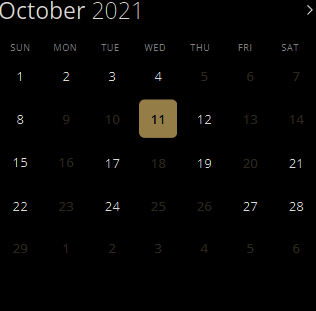 October 2021 >
SUN MON TUE WED THU FRI SAT
1 2 3 4 5 6 7
8 9 10 11 12 13 14
15 16 17 18 19 20 21
22 23 24 25 26 27 28
29 1 2 3 4 5 6